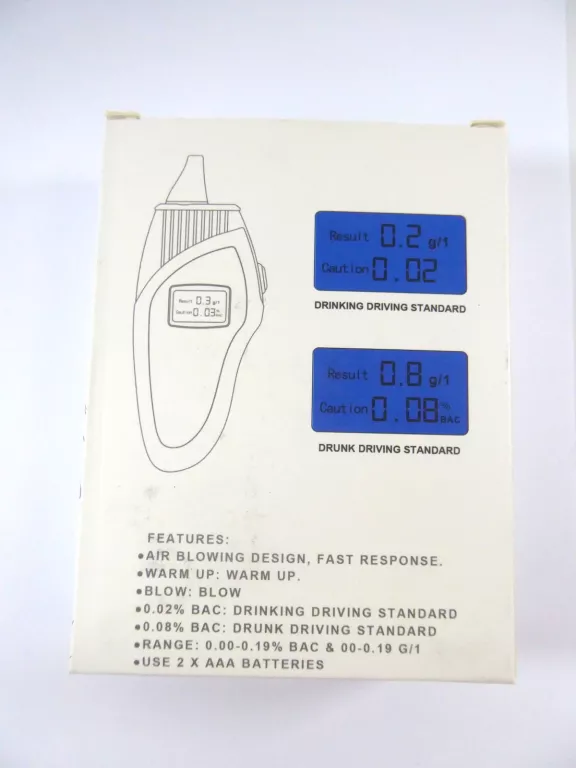 Result 0.3 g/1
Caution 0.03% BAC
Result 0.2 g/1
Caution 0.02
DRINKING DRIVING STANDARD
Result 0.8 g/1
Caution 0.08% BAC
DRUNK DRIVING STANDARD
FEATURES:
●AIR BLOWING DESIGN, FAST RESPONSE.
●WARM UP: WARM UP.
●BLOW: BLOW
●0.02% BAC: DRINKING DRIVING STANDARD
●0.08% BAC: DRUNK DRIVING STANDARD
●RANGE: 0.00-0.19% BAC & 00-0.19 G/1
●USE 2 X AAA BATTERIES